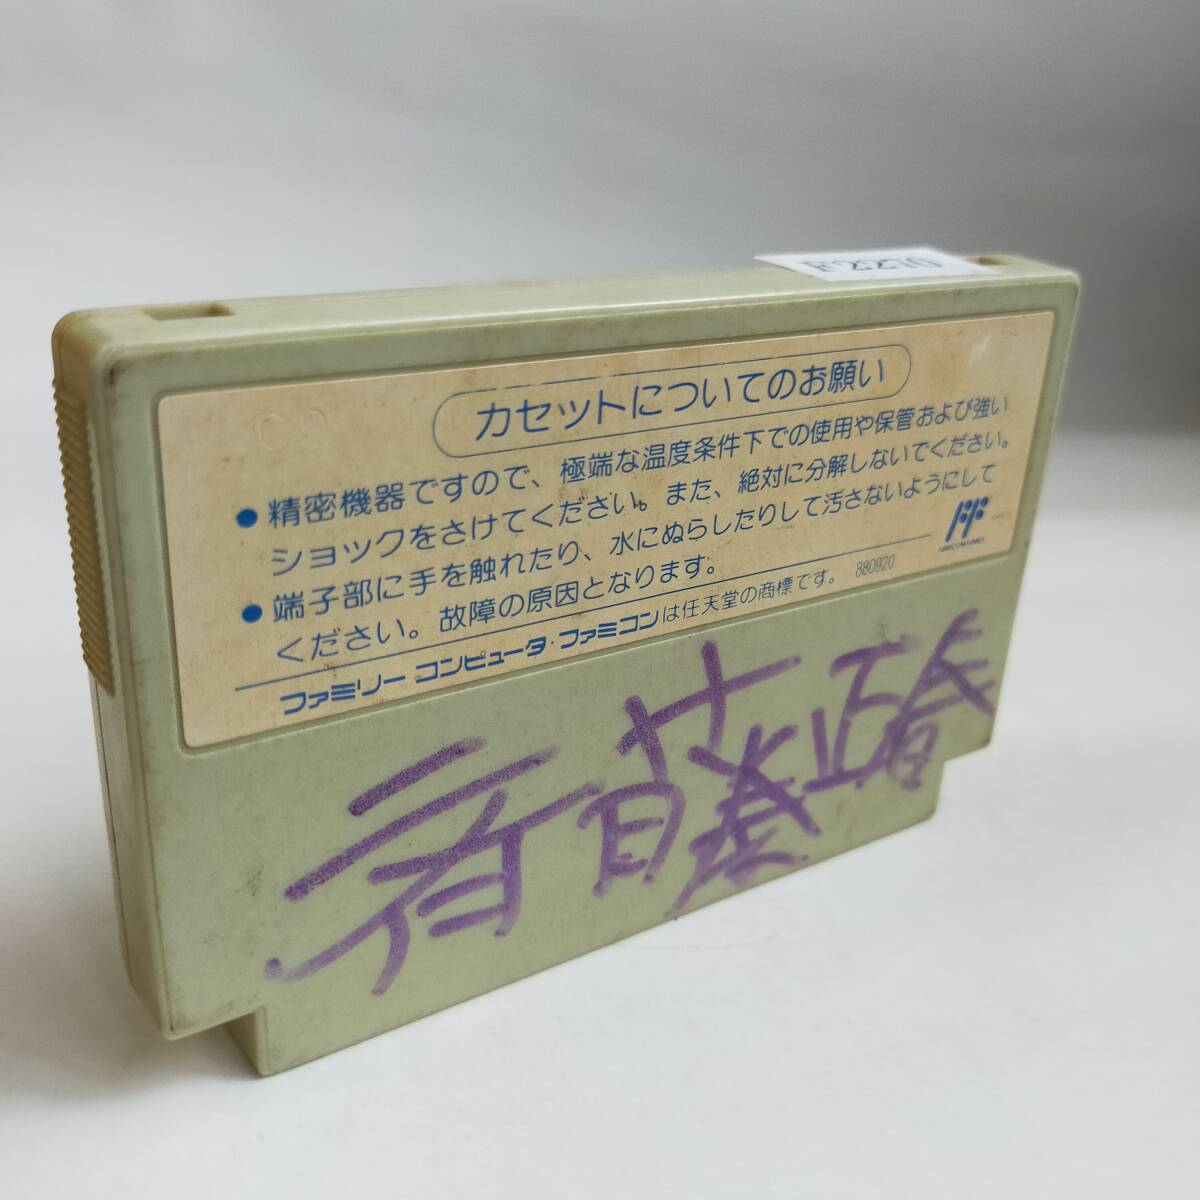 F2270
カセットについてのお願い
●精密機器ですので、極端な温度条件下での使用や保管および強い
ショックをさけてください。また、絶対に分解しないでください。
●端子部に手を触れたり、水にぬらしたりして汚さないようにして
ください。故障の原因となります。
ファミリーコンピュータ・ファミコンは任天堂の商標です。 880920